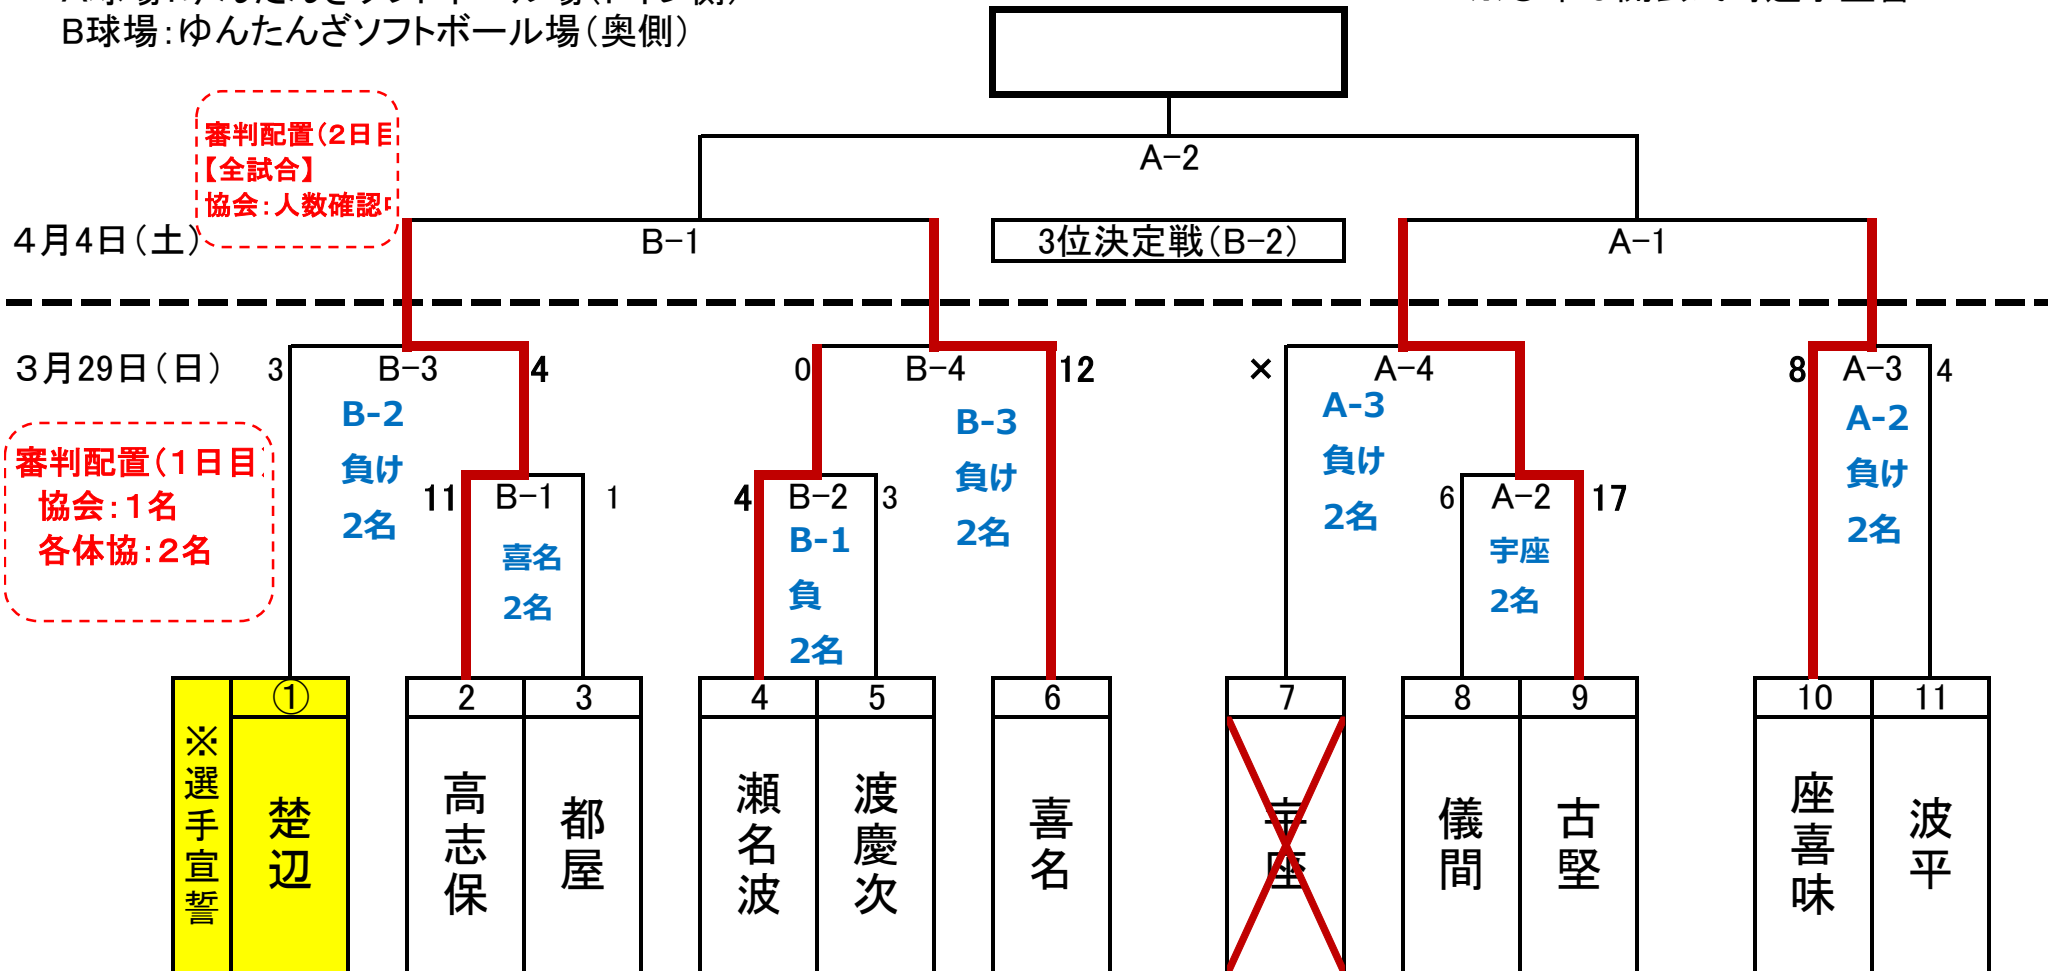 B球場：ゆんたんざソフトボール場（奥側）
審判配置（２日目
【全試合】
協会：人数確認
A−2
４月4日（土）
B−1
3位決定戦（B−2）
A−1
３月29日（日）
3
B−3
4
0
B−4
12
×
A−4
8
A−3
4
B-2
負け
2名
B-3
負け
2名
A-3
負け
2名
A-2
負け
2名
審判配置（１日目
協会：１名
各体協：２名
11
B−1
1
4
B−2
3
6
A−2
17
喜名
2名
B-1
負
2名
宇座
2名
①
2
3
4
5
6
7
8
9
10
11
※選手宣誓
楚辺
高志保
都屋
瀬名波
渡慶次
喜名
宇座
儀間
古堅
座喜味
波平